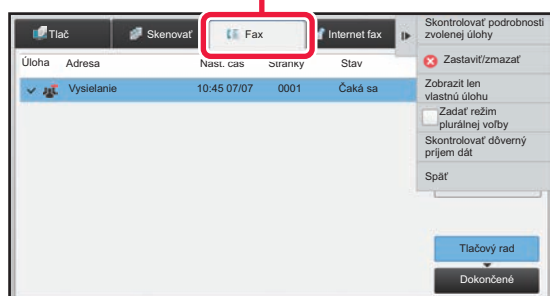 Tlač
Skenovať
Fax
Internet fax
Úloha
Adresa
Nast. čas
Stránky
Stav
Vysielanie
10:45 07/07
0001
Čaká sa
Skontrolovať podrobnosti
zvolenej úlohy
Zastaviť/zmazať
Zobraziť len
vlastnú úlohu
Zadať režim
plurálnej voľby
Skontrolovať dôverný
príjem dát
Späť
Tlačový rad
Dokončené